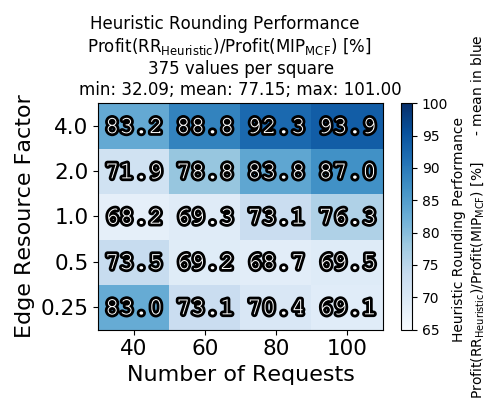 Heuristic Rounding Performance
Profit(RR_Heuristic)/Profit(MIP_MCF) [%]
375 values per square
min: 32.09; mean: 77.15; max: 101.00
Edge Resource Factor
4.0 83.2 88.8 92.3 93.9
2.0 71.9 78.8 83.8 87.0
1.0 68.2 69.3 73.1 76.3
0.5 73.5 69.2 68.7 69.5
0.25 83.0 73.1 70.4 69.1
40 60 80 100
Number of Requests
100
95
90
85
80
75
70
65
Heuristic Rounding Performance
Profit(RR_Heuristic)/Profit(MIP_MCF) [%] - mean in blue